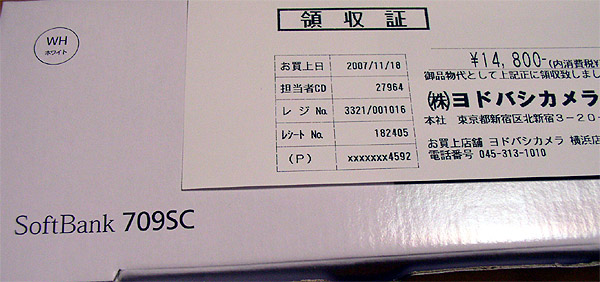 WH
ホワイト
領収証
お買上日 2007/11/18
担当者CD 27964
レジ No. 3321/001016
レシート No. 182405
(P) xxxxxxx4592
¥14,800-(内消費税¥
御品物代として上記正に領収致しまし
㈱ヨドバシカメラ
本社 東京都新宿区北新宿3-20-
お買上店舗 ヨドバシカメラ 横浜店
電話番号 045-313-1010
SoftBank 709SC